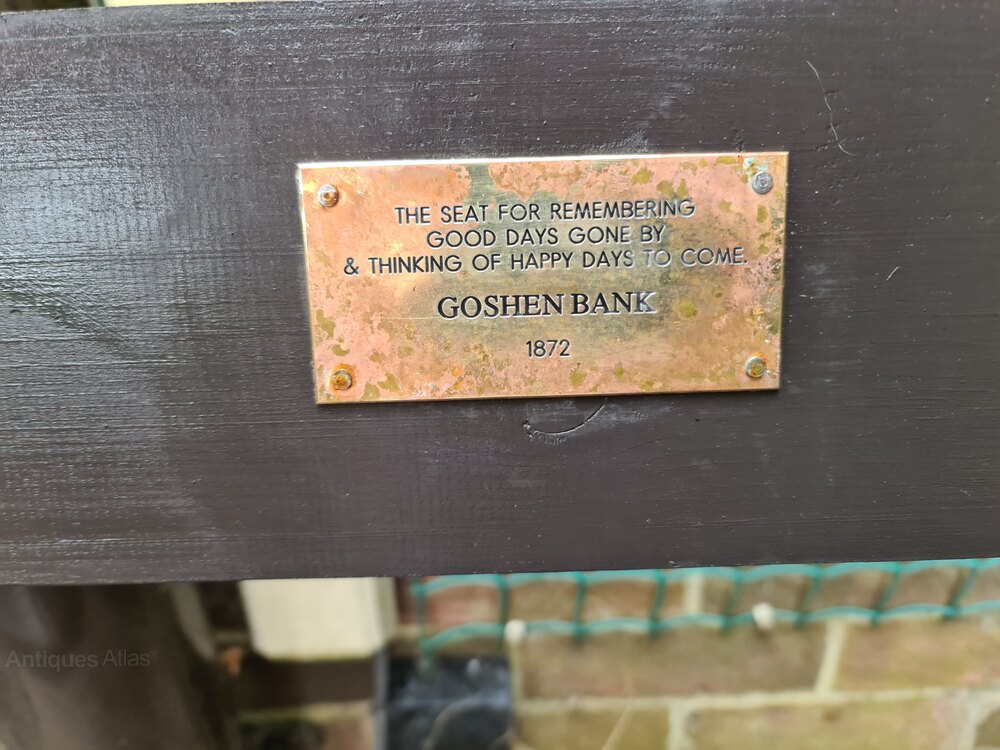 THE SEAT FOR REMEMBERING
GOOD DAYS GONE BY
& THINKING OF HAPPY DAYS TO COME.
GOSHEN BANK
1872
Antiques Atlas